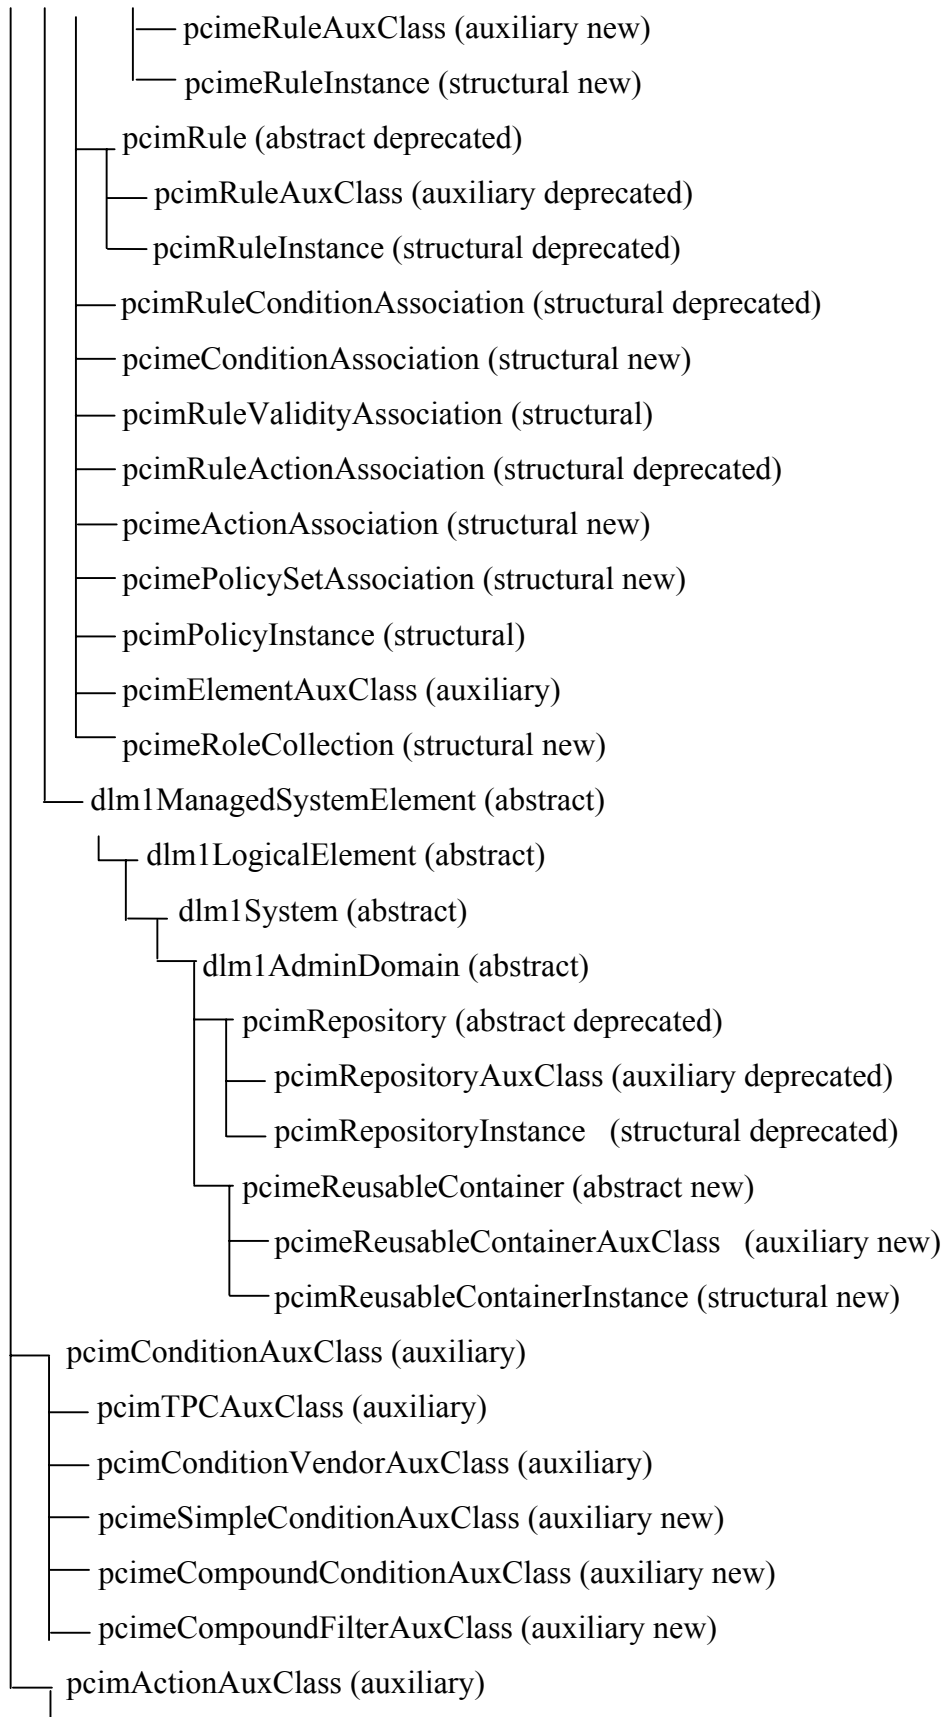 pcimeRuleAuxClass (auxiliary new)
pcimeRuleInstance (structural new)
pcimRule (abstract deprecated)
pcimRuleAuxClass (auxiliary deprecated)
pcimRuleInstance (structural deprecated)
pcimRuleConditionAssociation (structural deprecated)
pcimeConditionAssociation (structural new)
pcimRuleValidityAssociation (structural)
pcimRuleActionAssociation (structural deprecated)
pcimeActionAssociation (structural new)
pcimePolicySetAssociation (structural new)
pcimPolicyInstance (structural)
pcimElementAuxClass (auxiliary)
pcimeRoleCollection (structural new)
dlm1ManagedSystemElement (abstract)
dlm1LogicalElement (abstract)
dlm1System (abstract)
dlm1AdminDomain (abstract)
pcimRepository (abstract deprecated)
pcimRepositoryAuxClass (auxiliary deprecated)
pcimRepositoryInstance (structural deprecated)
pcimeReusableContainer (abstract new)
pcimeReusableContainerAuxClass (auxiliary new)
pcimReusableContainerInstance (structural new)
pcimConditionAuxClass (auxiliary)
pcimTPCAuxClass (auxiliary)
pcimConditionVendorAuxClass (auxiliary)
pcimeSimpleConditionAuxClass (auxiliary new)
pcimeCompoundConditionAuxClass (auxiliary new)
pcimeCompoundFilterAuxClass (auxiliary new)
pcimActionAuxClass (auxiliary)